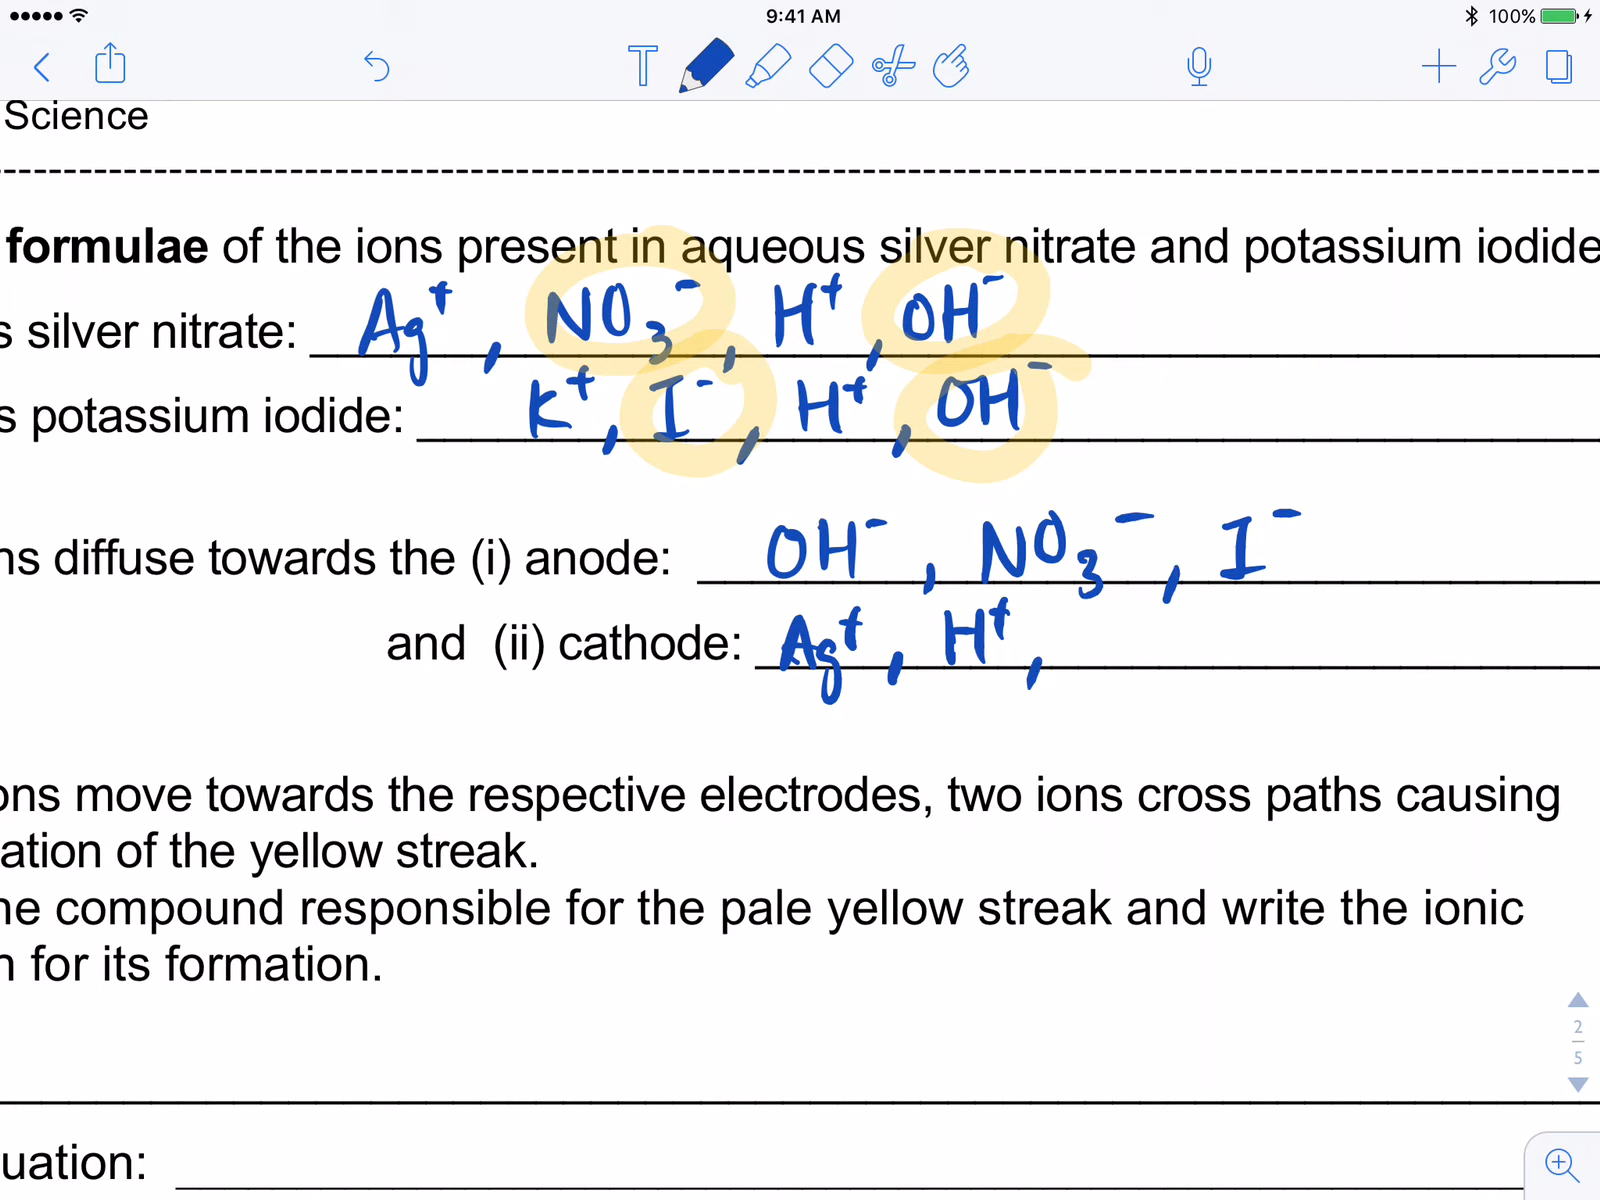 9:41 AM 100%
T
Science
formulae of the ions present in aqueous silver nitrate and potassium iodide
s silver nitrate: Ag⁺, NO₃⁻, H⁺, OH⁻
s potassium iodide: K⁺, I⁻, H⁺, OH⁻
ns diffuse towards the (i) anode: OH⁻, NO₃⁻, I⁻
and (ii) cathode: Ag⁺, H⁺,
ons move towards the respective electrodes, two ions cross paths causing
ation of the yellow streak.
ne compound responsible for the pale yellow streak and write the ionic
n for its formation.
2
5
uation: